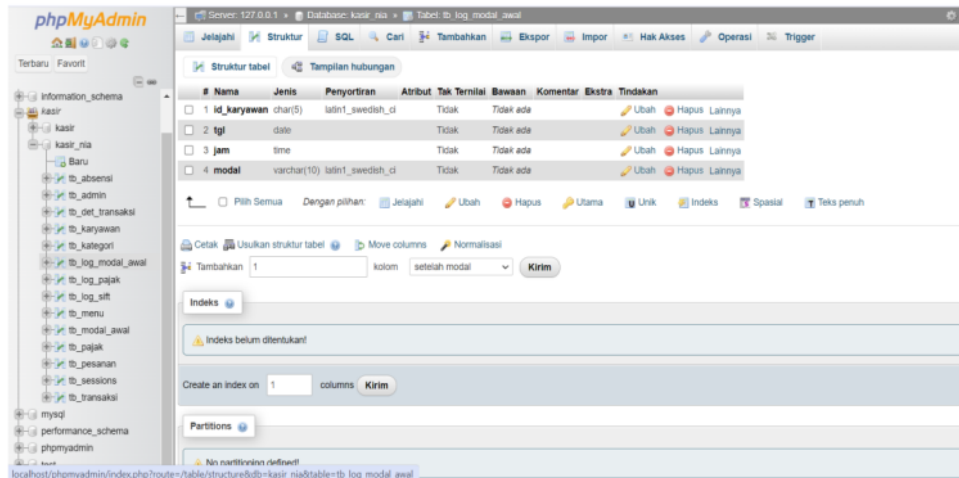 phpMyAdmin
Terbaru Favorit
information_schema
kasir
kasir
kasir_nia
Baru
tb_absensi
tb_admin
tb_det_transaksi
tb_karyawan
tb_kategori
tb_log_modal_awal
tb_log_pajak
tb_log_sift
tb_menu
tb_modal_awal
tb_pajak
tb_pesanan
tb_sessions
tb_transaksi
mysql
performance_schema
phpmyadmin
test
Server: 127.0.0.1 » Database: kasir_nia » Tabel: tb_log_modal_awal
Jelajahi Struktur SQL Cari Tambahkan Ekspor Impor Hak Akses Operasi Trigger
Struktur tabel Tampilan hubungan
# Nama Jenis Penyortiran Atribut Tak Ternilai Bawaan Komentar Ekstra Tindakan
1 id_karyawan char(5) latin1_swedish_ci Tidak Tidak ada Ubah Hapus Lainnya
2 tgl date Tidak Tidak ada Ubah Hapus Lainnya
3 jam time Tidak Tidak ada Ubah Hapus Lainnya
4 modal varchar(10) latin1_swedish_ci Tidak Tidak ada Ubah Hapus Lainnya
Pilih Semua Dengan pilihan: Jelajahi Ubah Hapus Utama Unik Indeks Spasial Teks penuh
Cetak Usulkan struktur tabel Move columns Normalisasi
Tambahkan 1 kolom setelah modal Kirim
Indeks
Indeks belum ditentukan!
Create an index on 1 columns Kirim
Partitions
No partitioning defined!
localhost/phpmyadmin/index.php?route=/table/structure&db=kasir_nia&table=tb_log_modal_awal